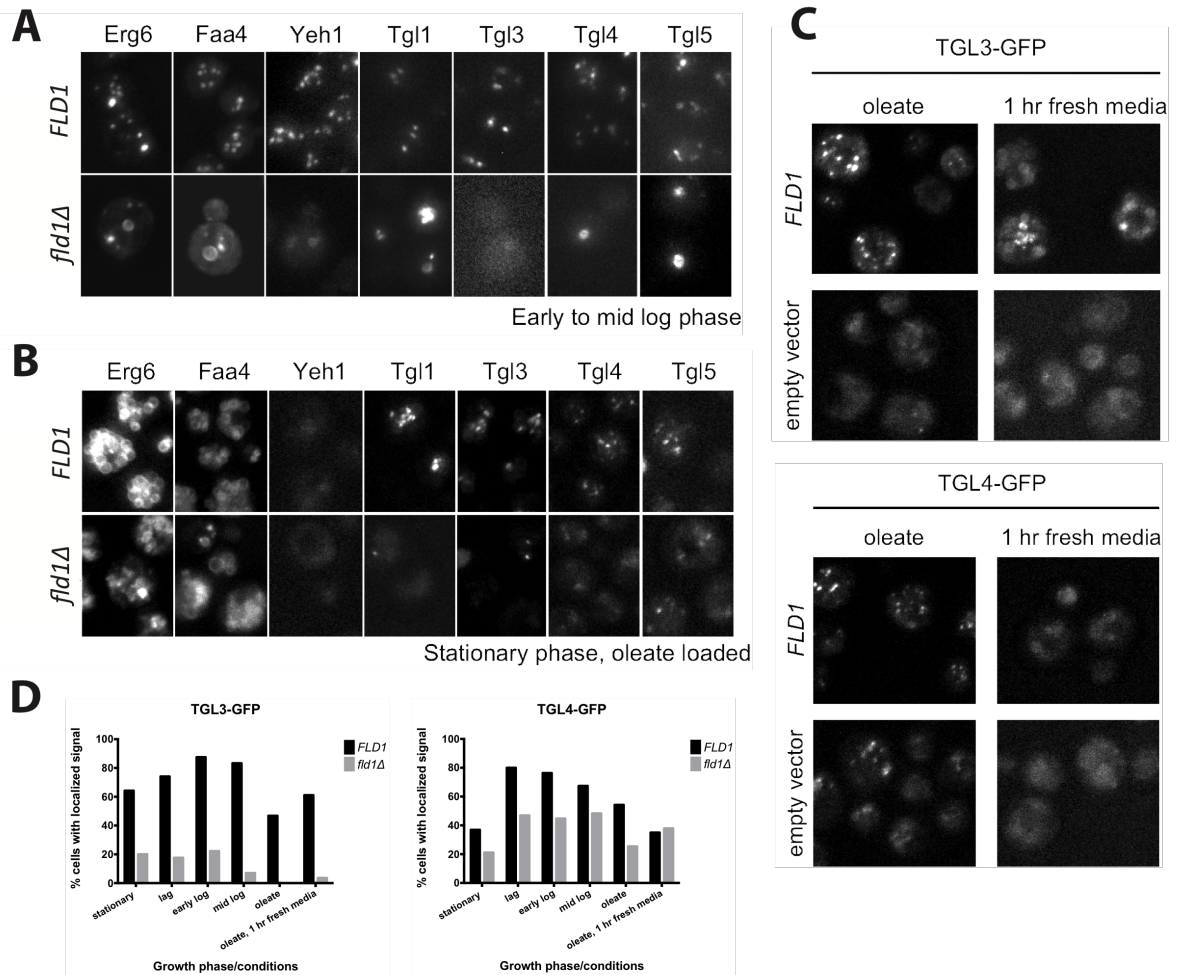 A
Erg6 Faa4 Yeh1 Tgl1 Tgl3 Tgl4 Tgl5
FLD1
fld1Δ
Early to mid log phase
B
Erg6 Faa4 Yeh1 Tgl1 Tgl3 Tgl4 Tgl5
FLD1
fld1Δ
Stationary phase, oleate loaded
C
TGL3-GFP
oleate 1 hr fresh media
FLD1
empty vector
TGL4-GFP
oleate 1 hr fresh media
FLD1
empty vector
D
TGL3-GFP
% cells with localized signal
100
80
60
40
20
0
FLD1
fld1Δ
stationary
lag
early log
mid log
oleate
oleate, 1 hr fresh media
Growth phase/conditions
TGL4-GFP
% cells with localized signal
100
80
60
40
20
0
FLD1
fld1Δ
stationary
lag
early log
mid log
oleate
oleate, 1 hr fresh media
Growth phase/conditions